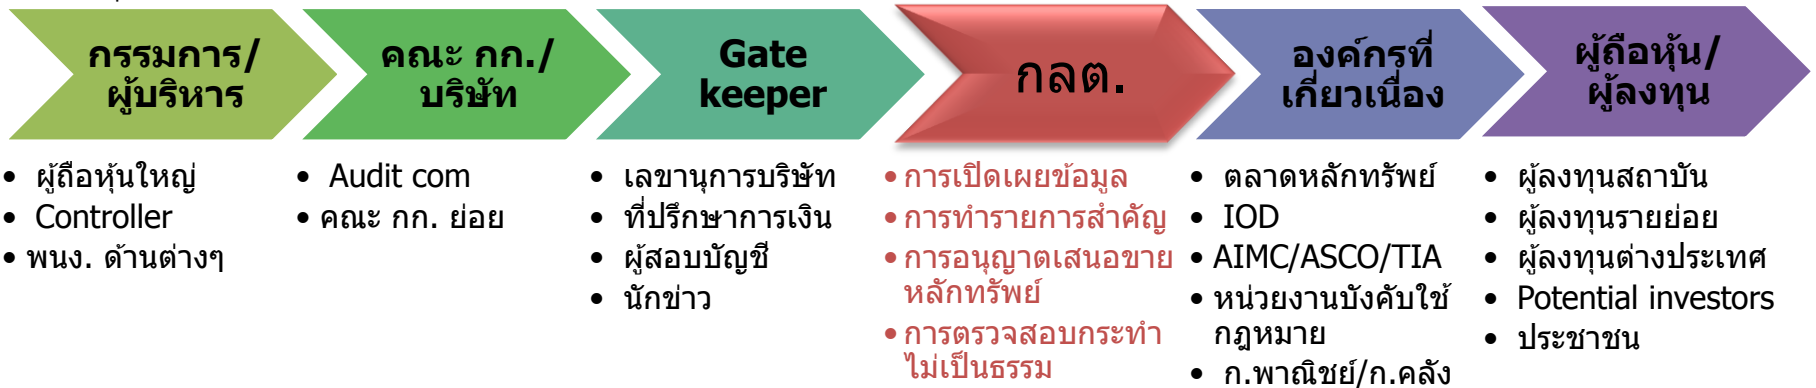 กรรมการ/
ผู้บริหาร
คณะ กก./
บริษัท
Gate
keeper
กลต.
องค์กรที่
เกี่ยวเนื่อง
ผู้ถือหุ้น/
ผู้ลงทุน
• ผู้ถือหุ้นใหญ่
• Controller
• พนง. ด้านต่างๆ
• Audit com
• คณะ กก. ย่อย
• เลขานุการบริษัท
• ที่ปรึกษาการเงิน
• ผู้สอบบัญชี
• นักข่าว
• การเปิดเผยข้อมูล
• การทำรายการสำคัญ
• การอนุญาตเสนอขาย
หลักทรัพย์
• การตรวจสอบกระทำ
ไม่เป็นธรรม
• ตลาดหลักทรัพย์
• IOD
• AIMC/ASCO/TIA
• หน่วยงานบังคับใช้
กฎหมาย
• ก.พาณิชย์/ก.คลัง
• ผู้ลงทุนสถาบัน
• ผู้ลงทุนรายย่อย
• ผู้ลงทุนต่างประเทศ
• Potential investors
• ประชาชน